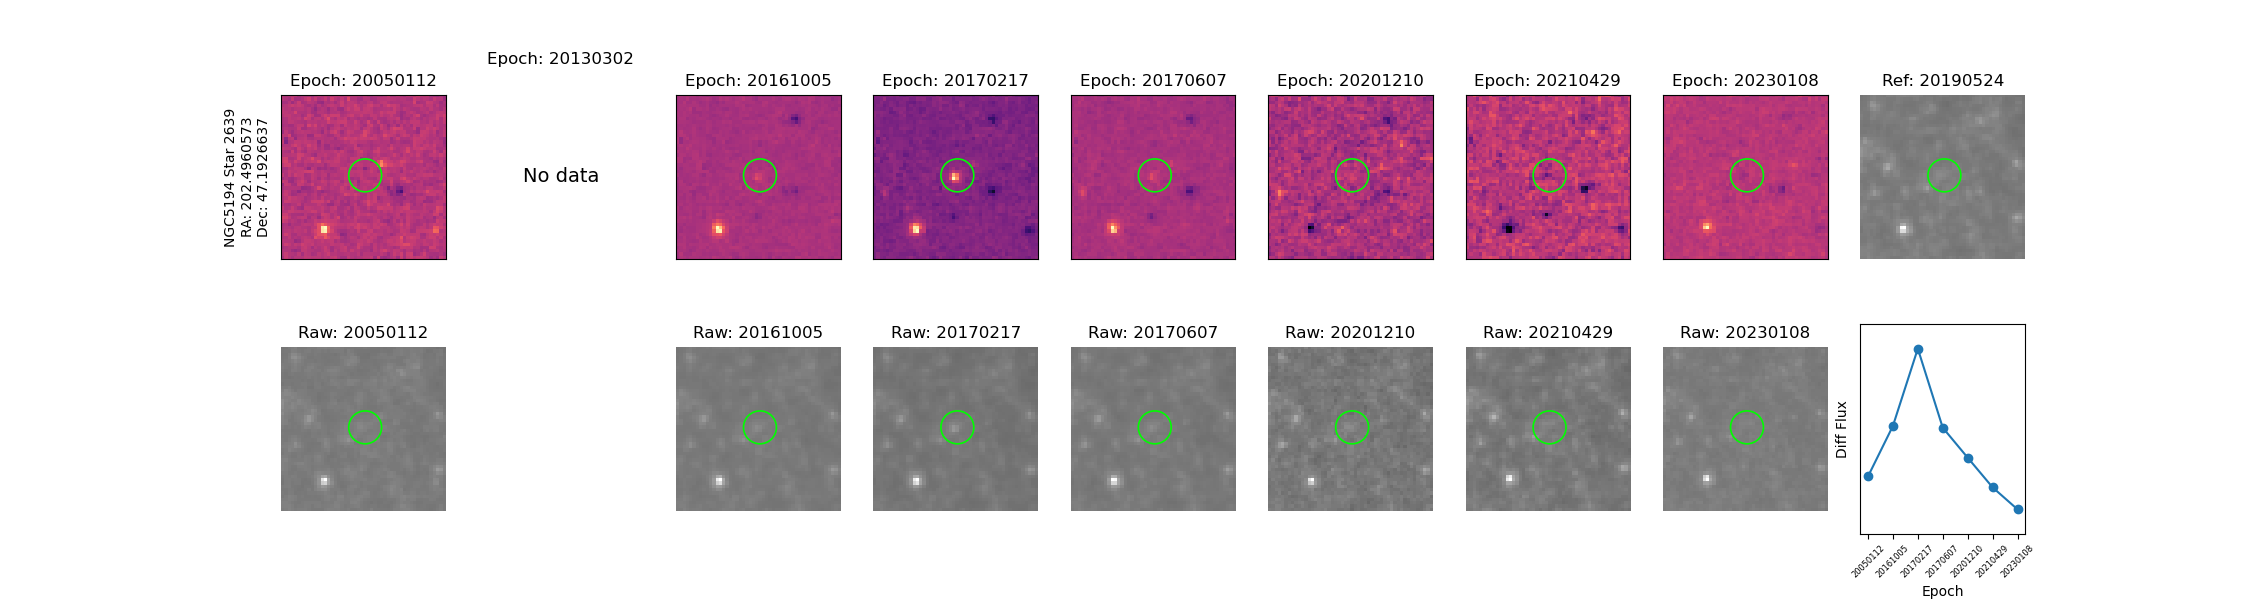 NGC5194 Star 2639
RA: 202.4960573
Dec: 47.1926637
Epoch: 20050112
Epoch: 20130302
No data
Epoch: 20161005
Epoch: 20170217
Epoch: 20170607
Epoch: 20201210
Epoch: 20210429
Epoch: 20230108
Ref: 20190524
Raw: 20050112
Raw: 20161005
Raw: 20170217
Raw: 20170607
Raw: 20201210
Raw: 20210429
Raw: 20230108
Diff Flux
20050112
20161005
20170217
20170607
20201210
20210429
20230108
Epoch